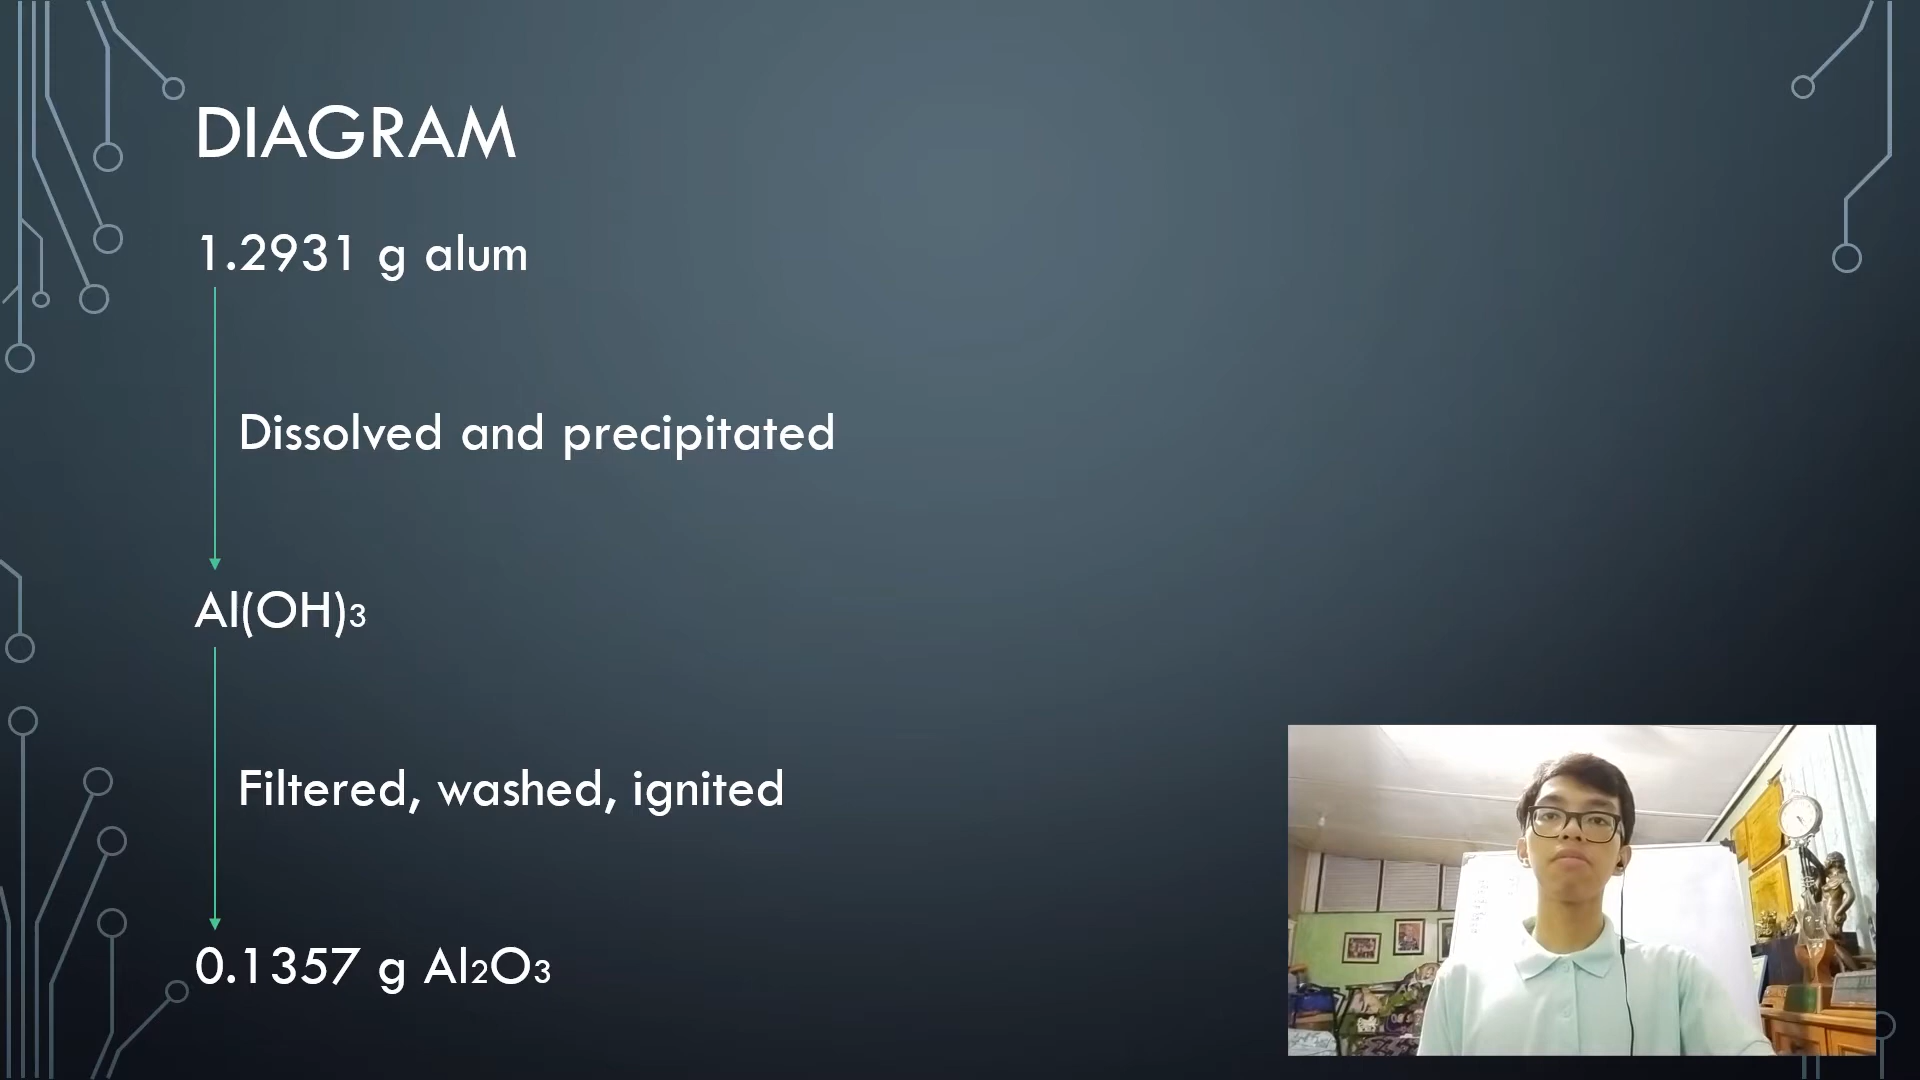 DIAGRAM
1.2931 g alum
Dissolved and precipitated
Al(OH)3
Filtered, washed, ignited
0.1357 g Al2O3